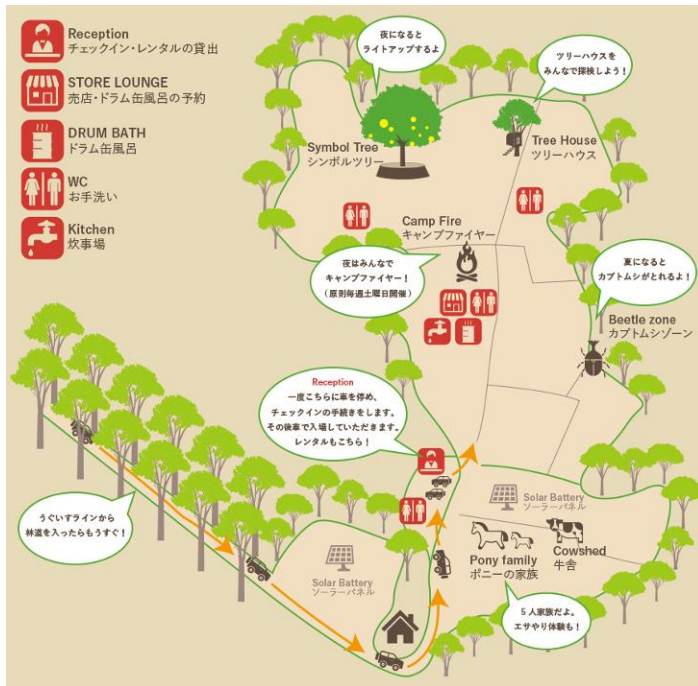 Reception
チェックイン・レンタルの貸出
STORE LOUNGE
売店・ドラム缶風呂の予約
DRUM BATH
ドラム缶風呂
WC
お手洗い
Kitchen
炊事場
夜になると
ライトアップするよ
ツリーハウスを
みんなで探検しよう！
Symbol Tree
シンボルツリー
Tree House
ツリーハウス
Camp Fire
キャンプファイヤー
夜はみんなで
キャンプファイヤー！
（原則毎週土曜日開催）
夏になると
カブトムシがとれるよ！
Beetle zone
カブトムシゾーン
Reception
一度こちらに車を停め、
チェックインの手続きをします。
その後車で入場していただきます。
レンタルもこちら！
うぐいすラインから
林道を入ったらもうすぐ！
Solar Battery
ソーラーパネル
Solar Battery
ソーラーパネル
Pony family
ポニーの家族
Cowshed
牛舎
5人家族だよ。
エサやり体験も！